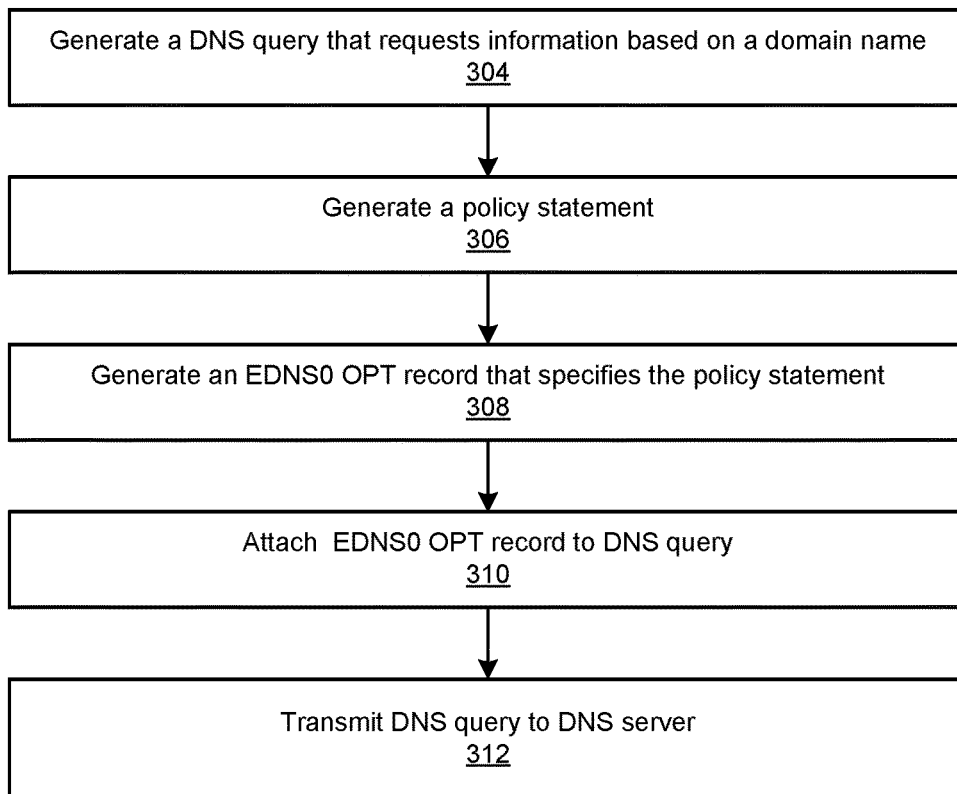 Generate a DNS query that requests information based on a domain name
304
Generate a policy statement
306
Generate an EDNS0 OPT record that specifies the policy statement
308
Attach EDNS0 OPT record to DNS query
310
Transmit DNS query to DNS server
312